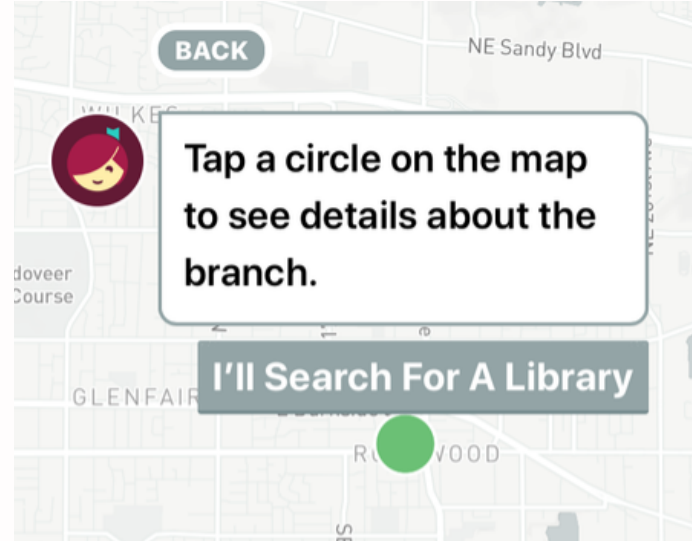 BACK
NE Sandy Blvd
Tap a circle on the map
to see details about the
branch.
Course
I'll Search For A Library
GLENFAIR